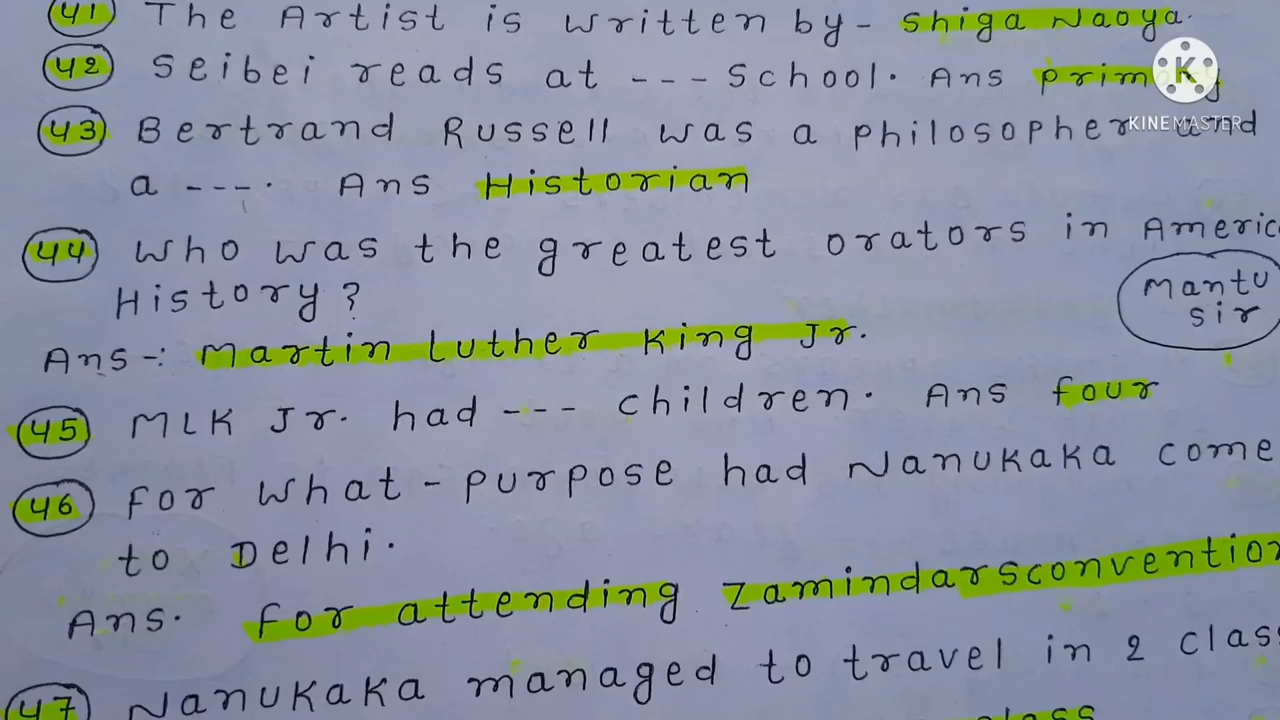 41 The Artist is written by- Shiga Naoya.
42 Seibei reads at --- School. Ans
43 Bertrand Russell was a philosopher
KINEMASTER
a ---. Ans Historian
44 Who was the greatest orators in Americ
History?
Mantu
sir
Ans-: Martin Luther King Jr.
45 MLK Jr. had --- children. Ans four
46 For what - purpose had Nanukaka come
to Delhi.
Ans. For attending Zamindarsconvention
47 Nanukaka managed to travel in 2 clas